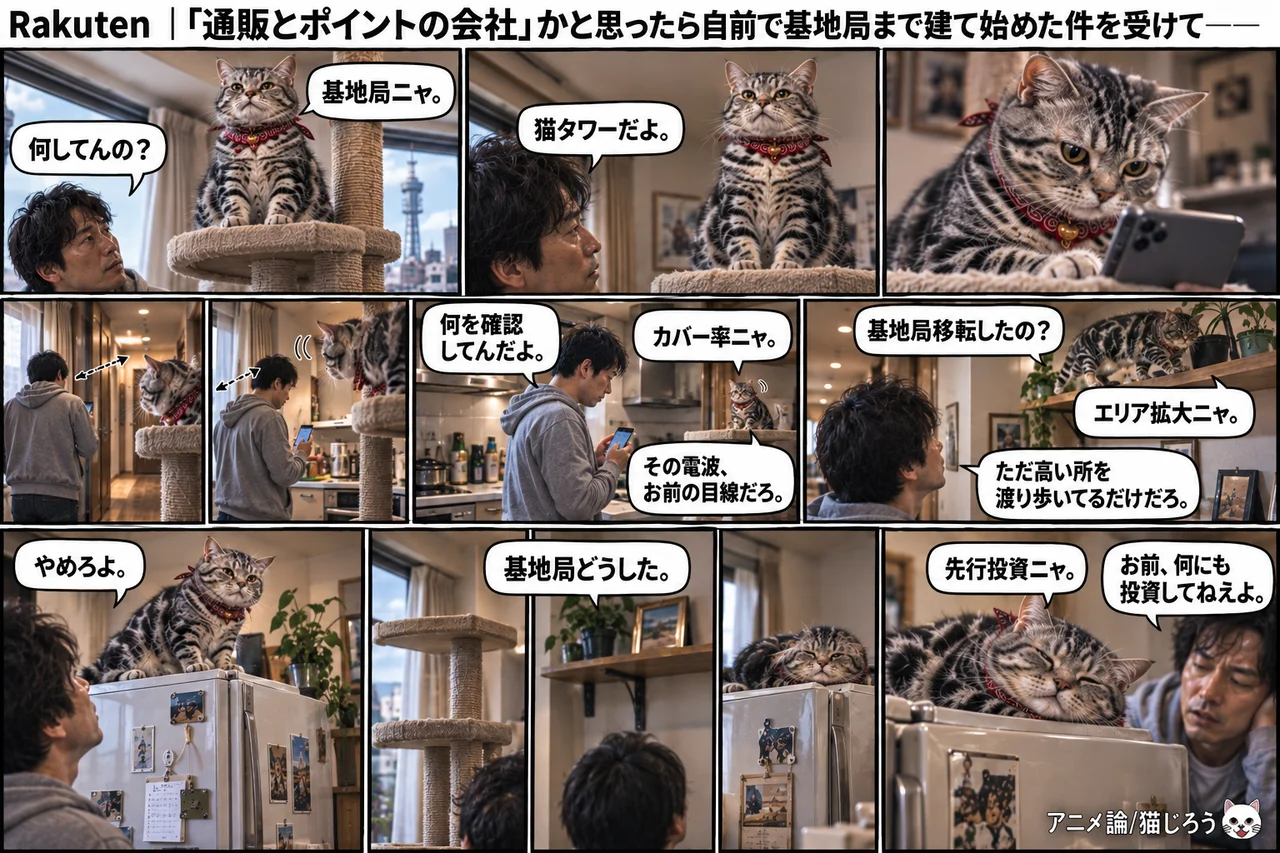 Rakuten｜「通販とポイントの会社」かと思ったら自前で基地局まで建て始めた件を受けて――
何してんの？
基地局ニャ。
猫タワーだよ。
何を確認
してんだよ。
カバー率ニャ。
その電波、
お前の目線だろ。
基地局移転したの？
エリア拡大ニャ。
ただ高い所を
渡り歩いてるだけだろ。
やめろよ。
基地局どうした。
先行投資ニャ。
お前、何にも
投資してねえよ。
アニメ論/猫じろう